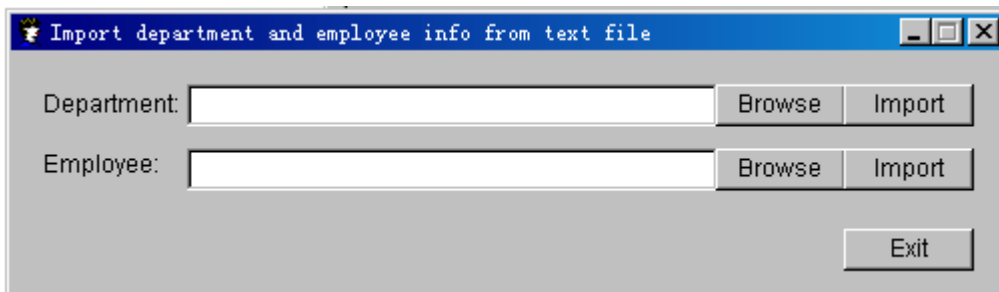 Import department and employee info from text file
Department: Browse Import
Employee: Browse Import
Exit